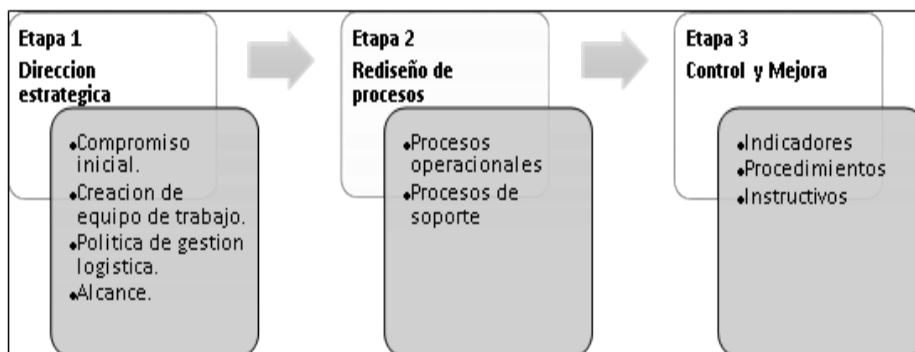 Etapa 1
Direccion
estrategica
•Compromiso
inicial.
•Creacion de
equipo de trabajo.
•Politica de gestion
logistica.
•Alcance.
Etapa 2
Rediseño de
procesos
•Procesos
operacionales
•Procesos de
soporte
Etapa 3
Control y Mejora
•Indicadores
•Procedimientos
•Instructivos